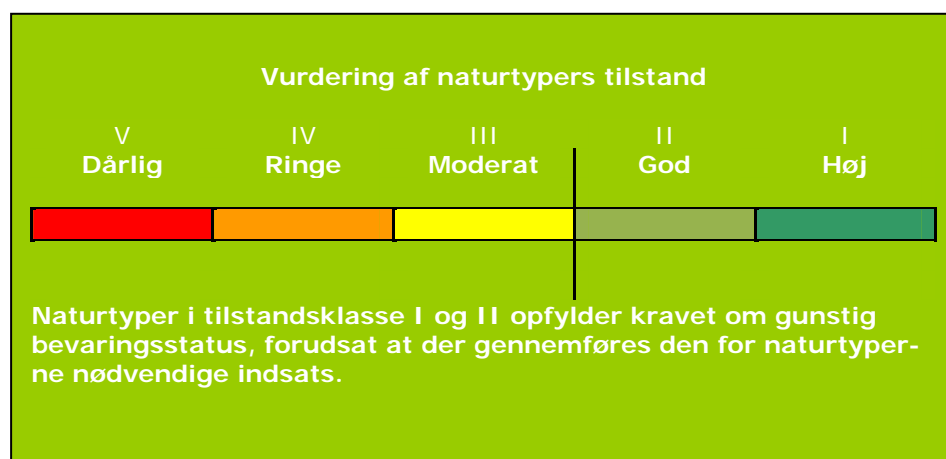 Vurdering af naturtypers tilstand
V IV III II I
Dårlig Ringe Moderat God Høj
Naturtyper i tilstandsklasse I og II opfylder kravet om gunstig
bevaringsstatus, forudsat at der gennemføres den for naturtyper-
ne nødvendige indsats.